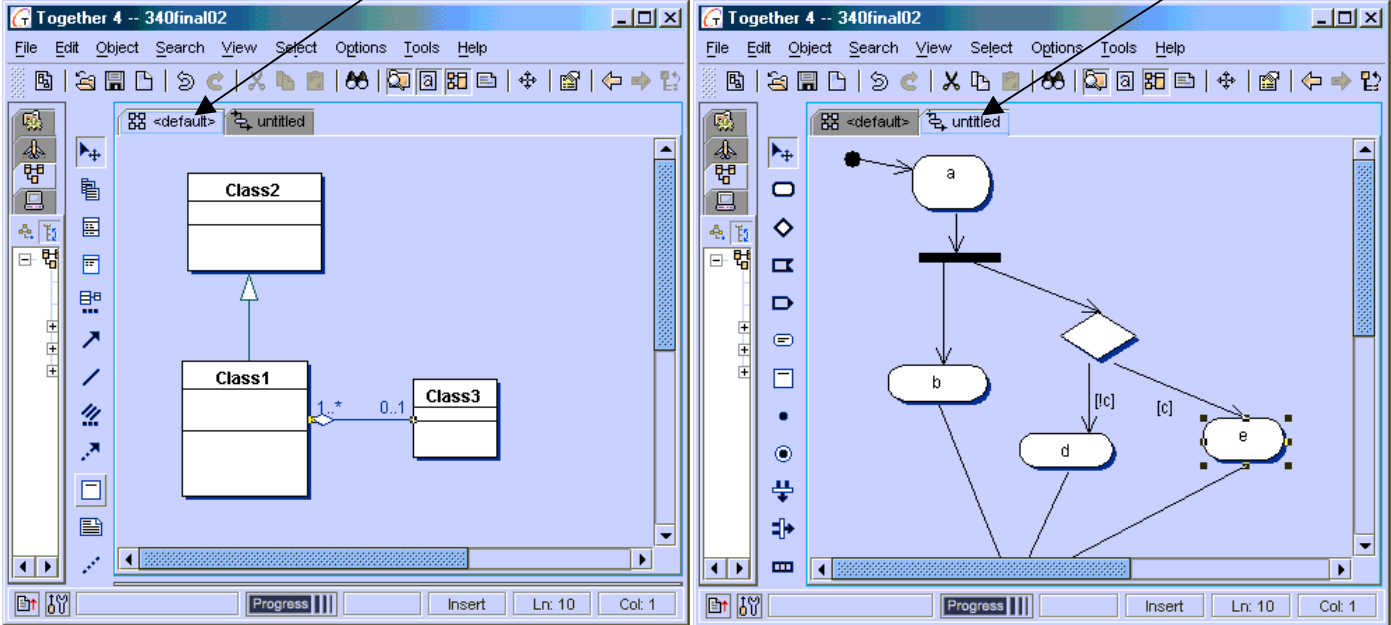 Together 4 -- 340final02
File Edit Object Search View Select Options Tools Help
<default> untitled
Class2
Class1
1..* 0..1
Class3
Progress Insert Ln: 10 Col: 1
Together 4 -- 340final02
File Edit Object Search View Select Options Tools Help
<default> untitled
a
b
[!c]
[c]
d
e
Progress Insert Ln: 10 Col: 1